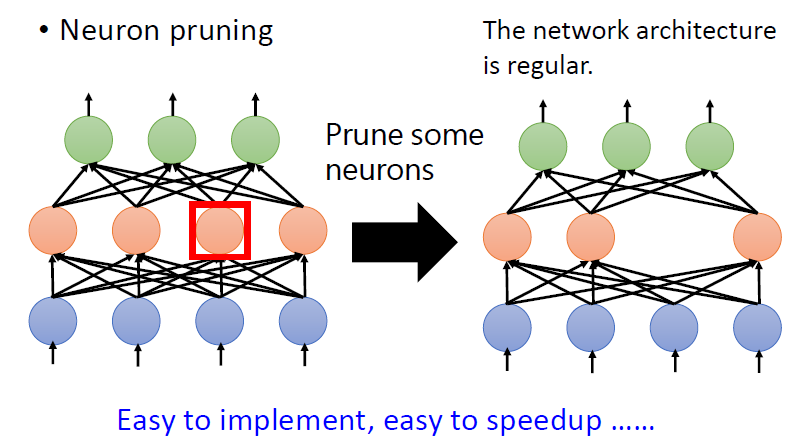 • Neuron pruning
The network architecture
is regular.
Prune some
neurons
Easy to implement, easy to speedup ……